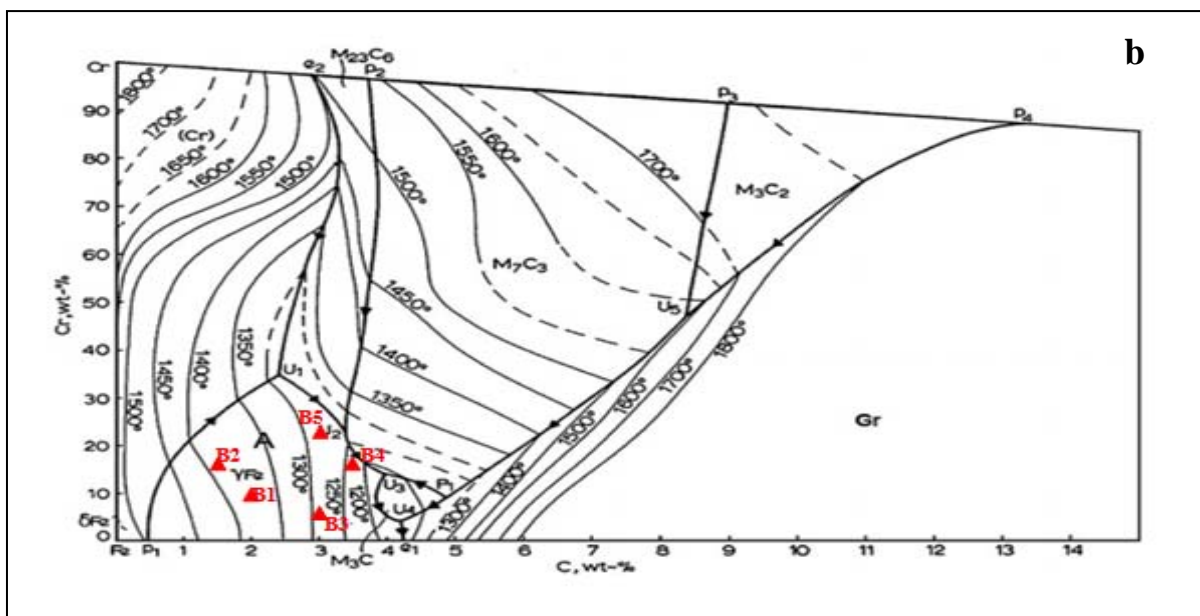 b
M23C6
Cr
e2
P2
P3
P4
1800°
1700°
(Cr)
1650°
1600°
1550°
1500°
1500°
1550°
1600°
1700°
M3C2
M7C3
U5
90
80
70
60
50
40
30
20
10
0
Cr, wt-%
1500°
1450°
1400°
1350°
U1
1450°
1400°
1350°
1500°
1600°
1700°
1800°
Gr
B5
B2
A
B4
γFe
B1
1300°
1250°
1200°
B3
U3
U4
P1
1300°
1400°
δFe
Fe P1 1 2 3 M3C e1 5 6 7 8 9 10 11 12 13 14
C, wt-%